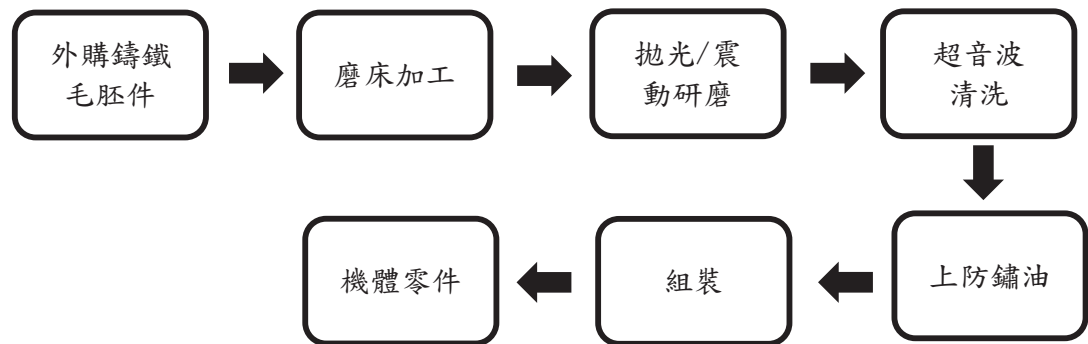 外購鑄鐵
毛胚件
磨床加工
拋光/震
動研磨
超音波
清洗
上防鏽油
組裝
機體零件